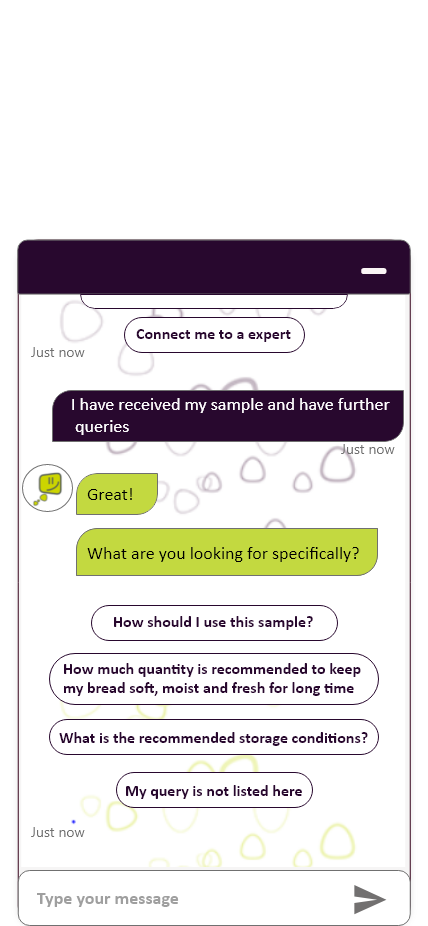 Connect me to a expert
Just now
I have received my sample and have further
queries
Just now
Great!
What are you looking for specifically?
How should I use this sample?
How much quantity is recommended to keep
my bread soft, moist and fresh for long time
What is the recommended storage conditions?
My query is not listed here
Just now
Type your message